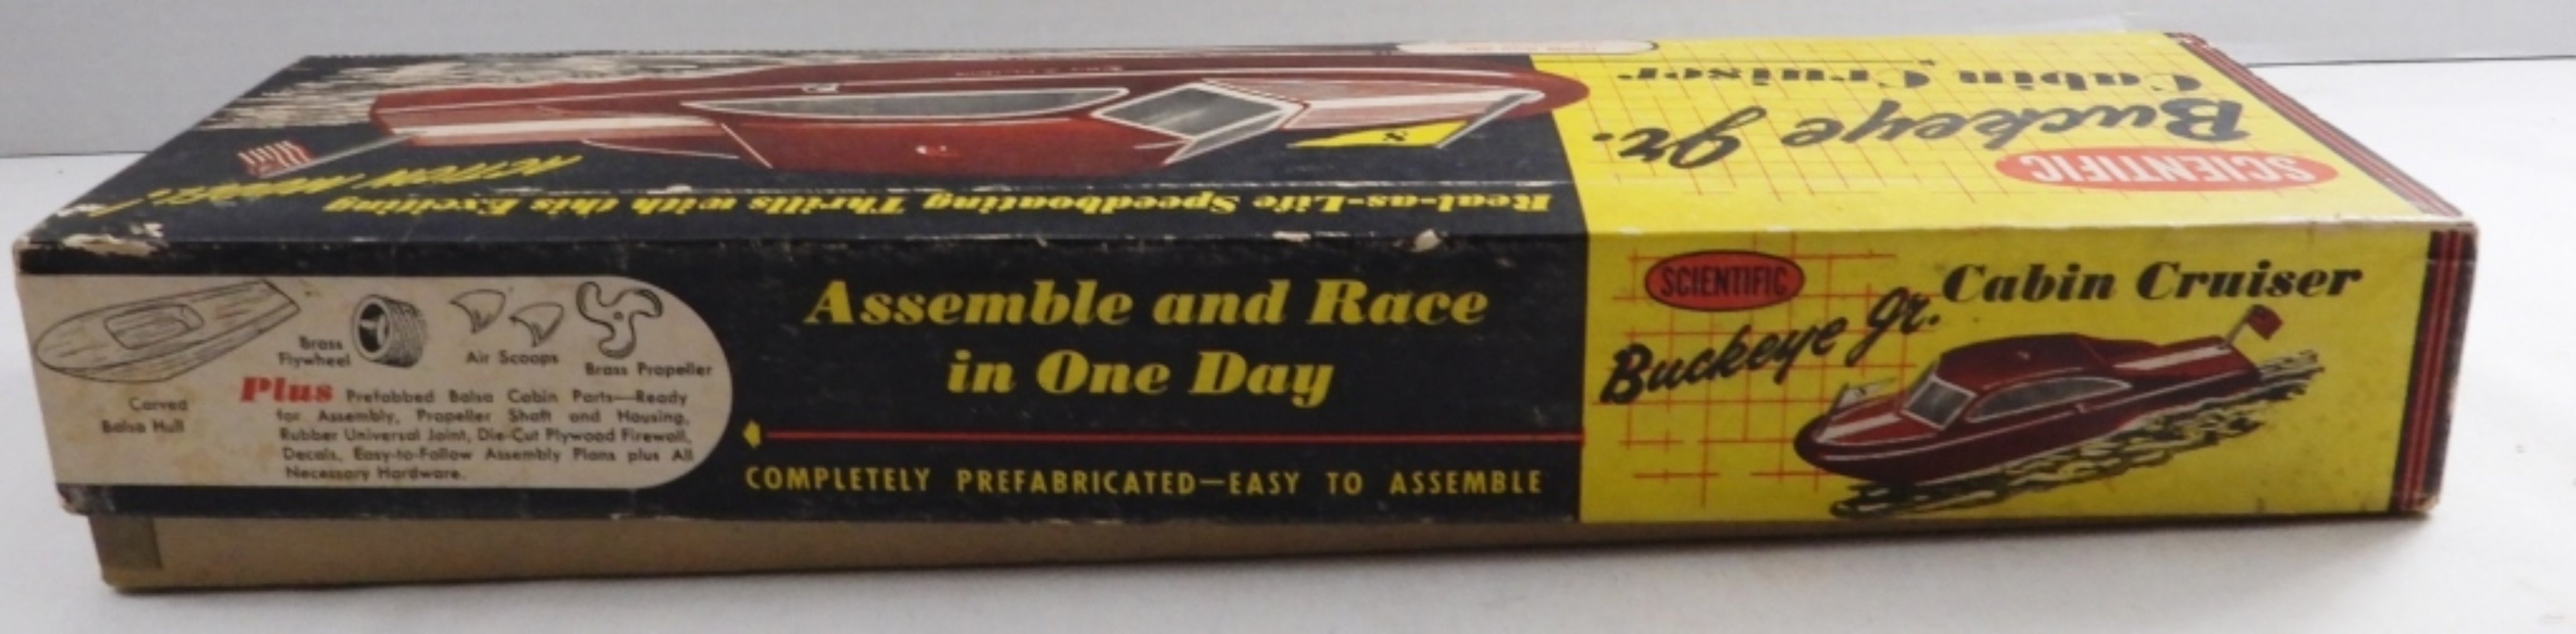 SCIENTIFIC
Buckeye Jr.
Cabin Cruiser
Real-as-Life Speedboating Thrills with this Exciting
ACTION MODEL!
Carved
Balsa Hull
Brass
Flywheel
Air Scoops
Brass Propeller
Plus Prefabbed Balsa Cabin Parts—Ready
for Assembly, Propeller Shaft and Housing,
Rubber Universal Joint, Die-Cut Plywood Firewall,
Decals, Easy-to-Follow Assembly Plans plus All
Necessary Hardware.
Assemble and Race
in One Day
COMPLETELY PREFABRICATED—EASY TO ASSEMBLE
SCIENTIFIC
Buckeye Jr.
Cabin Cruiser